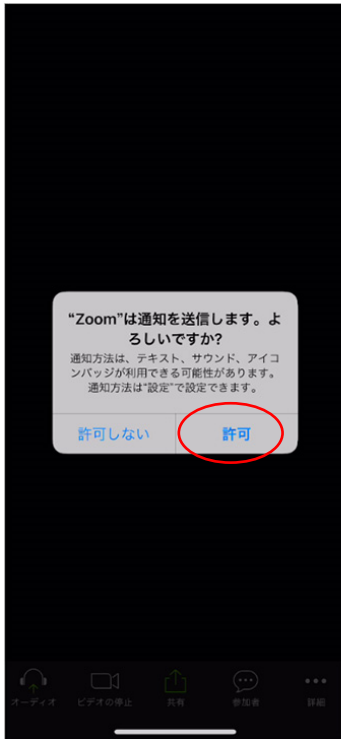 “Zoom”は通知を送信します。よ
ろしいですか?
通知方法は、テキスト、サウンド、アイコ
ンバッジが利用できる可能性があります。
通知方法は“設定”で設定できます。
許可しない 許可
オーディオ ビデオの停止 共有 参加者 詳細